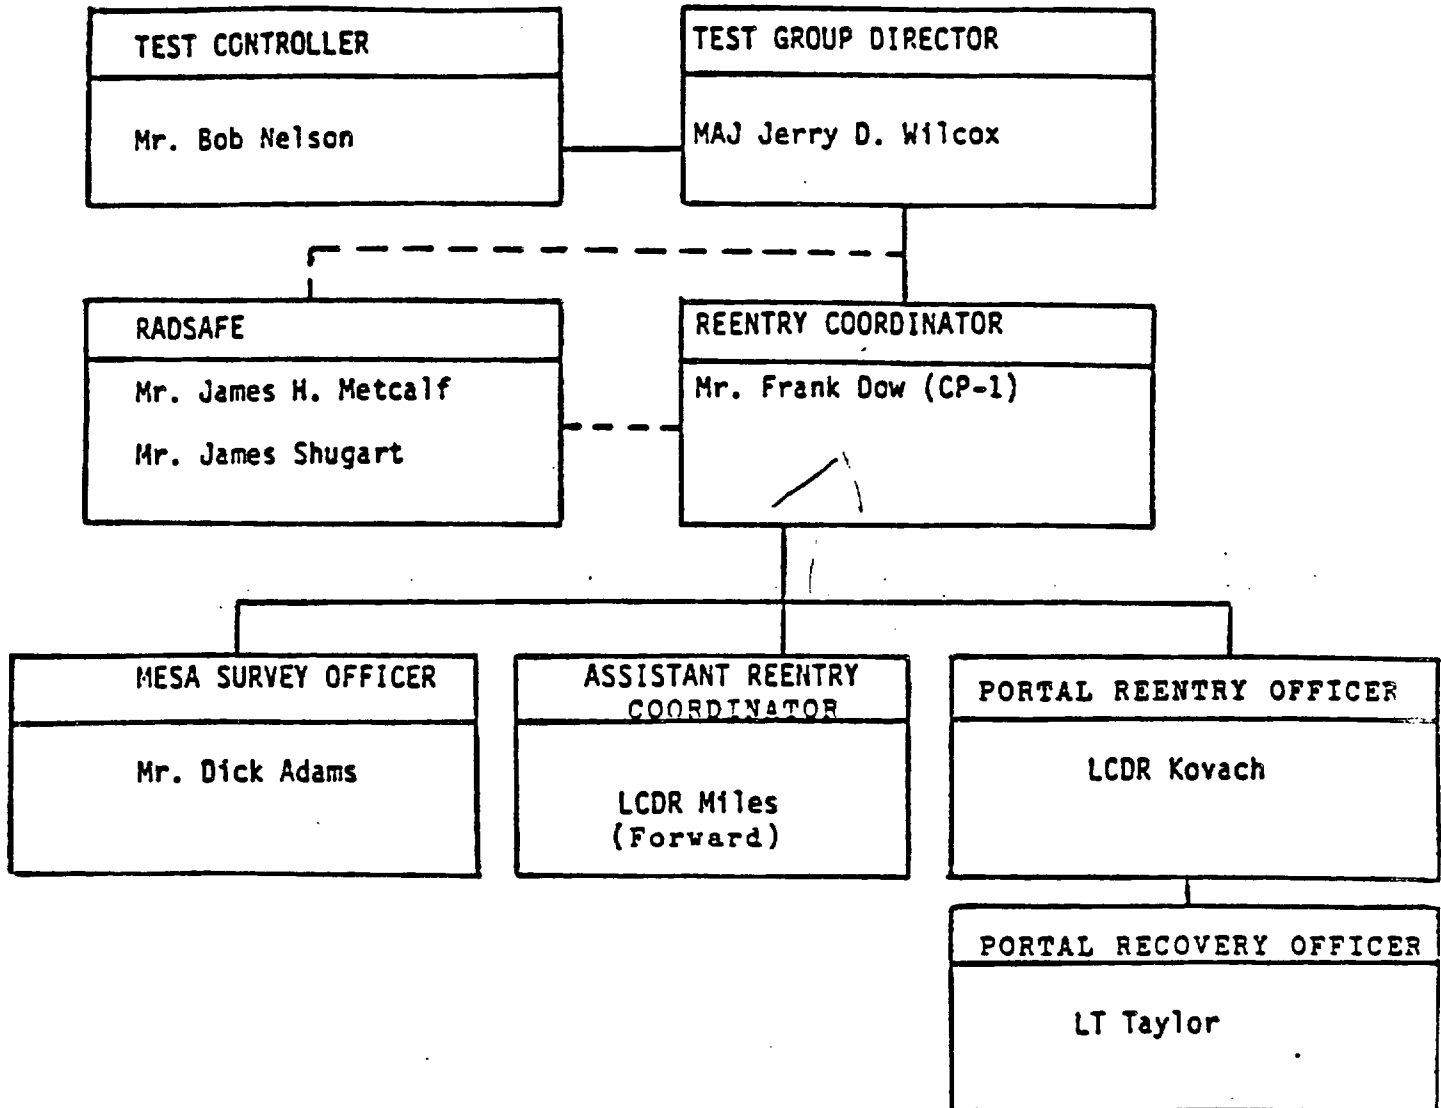 TEST CONTROLLER
Mr. Bob Nelson
TEST GROUP DIRECTOR
MAJ Jerry D. Wilcox
RADSAFE
Mr. James H. Metcalf
Mr. James Shugart
REENTRY COORDINATOR
Mr. Frank Dow (CP-1)
MESA SURVEY OFFICER
Mr. Dick Adams
ASSISTANT REENTRY
COORDINATOR
LCDR Miles
(Forward)
PORTAL REENTRY OFFICER
LCDR Kovach
PORTAL RECOVERY OFFICER
LT Taylor